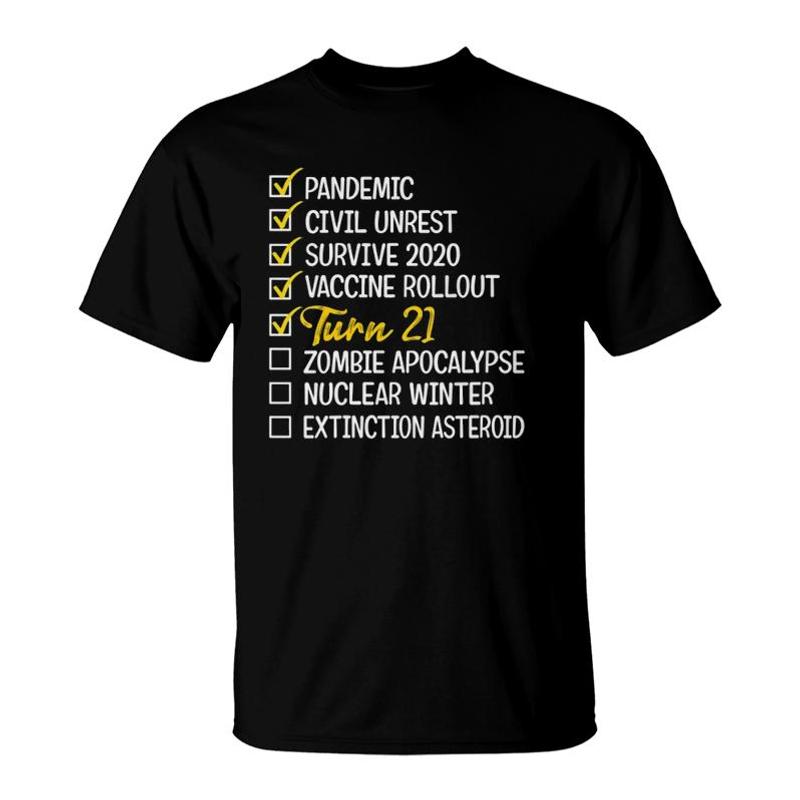 PANDEMIC
CIVIL UNREST
SURVIVE 2020
VACCINE ROLLOUT
Turn 21
ZOMBIE APOCALYPSE
NUCLEAR WINTER
EXTINCTION ASTEROID